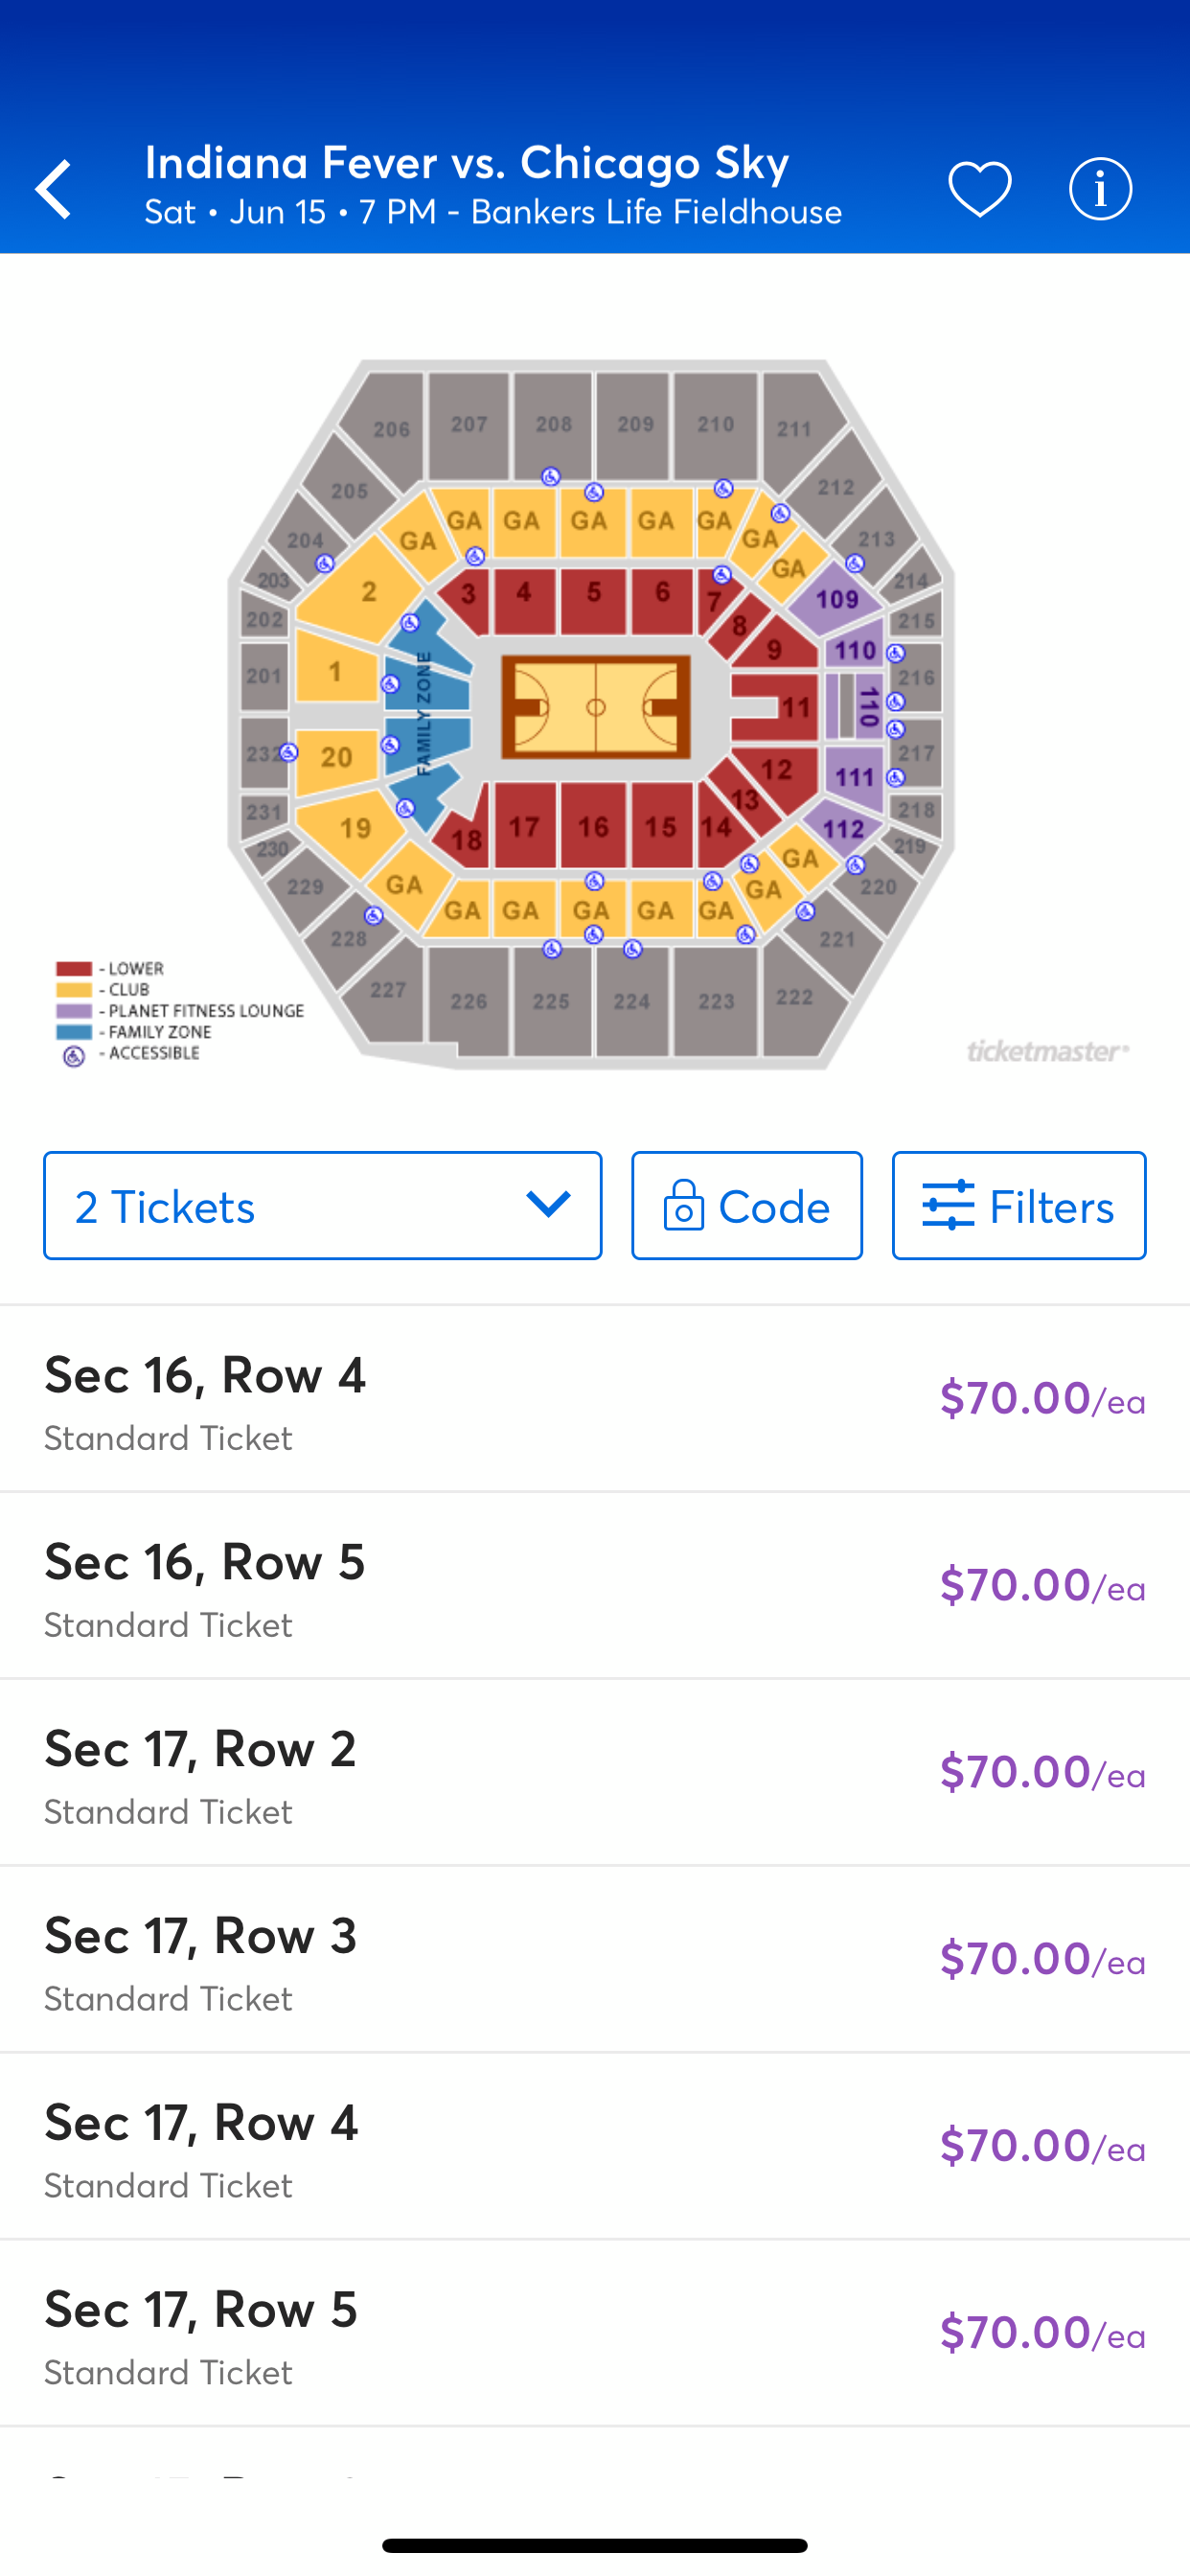 Indiana Fever vs. Chicago Sky
Sat • Jun 15 • 7 PM - Bankers Life Fieldhouse
206 207 208 209 210 211
205 212
204 213
203 214
202 215
201 216
232 217
231 218
230 219
229 220
228 221
227 226 225 224 223 222
GA GA GA GA GA GA GA GA
2 3 4 5 6 7 8 9 109
1 FAMILY ZONE 11 110 110
20 12 111
19 18 17 16 15 14 13 112
GA GA GA GA GA GA GA GA
- LOWER
- CLUB
- PLANET FITNESS LOUNGE
- FAMILY ZONE
- ACCESSIBLE
ticketmaster®
2 Tickets
Code
Filters
Sec 16, Row 4
$70.00/ea
Standard Ticket
Sec 16, Row 5
$70.00/ea
Standard Ticket
Sec 17, Row 2
$70.00/ea
Standard Ticket
Sec 17, Row 3
$70.00/ea
Standard Ticket
Sec 17, Row 4
$70.00/ea
Standard Ticket
Sec 17, Row 5
$70.00/ea
Standard Ticket